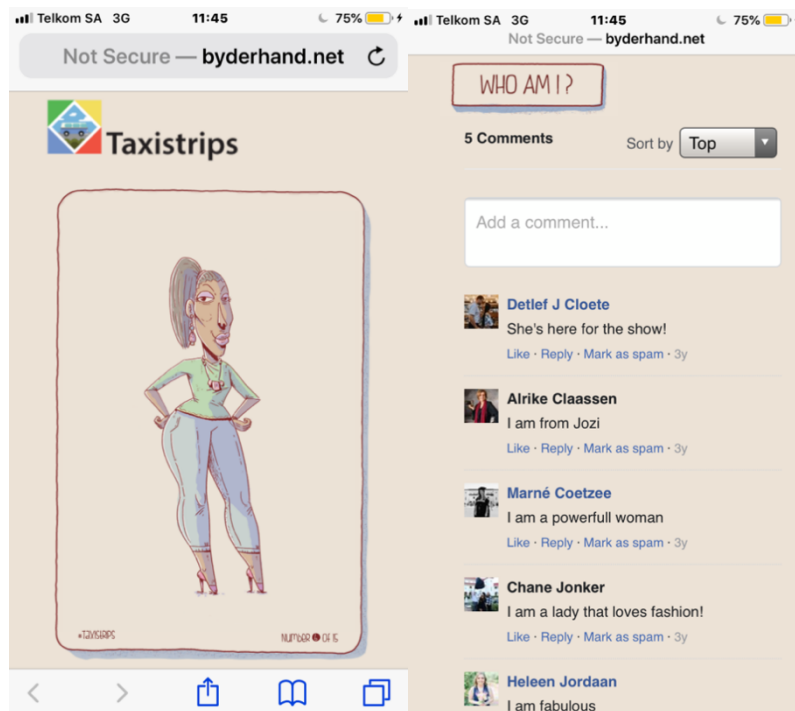 Telkom SA 3G 11:45 75%
Not Secure — byderhand.net
Taxistrips
#TAXISTRIPS
NUMBER OF 15
Telkom SA 3G 11:45 75%
Not Secure — byderhand.net
WHO AM I?
5 Comments Sort by Top
Add a comment...
Detlef J Cloete
She's here for the show!
Like · Reply · Mark as spam · 3y
Alrike Claassen
I am from Jozi
Like · Reply · Mark as spam · 3y
Marné Coetzee
I am a powerfull woman
Like · Reply · Mark as spam · 3y
Chane Jonker
I am a lady that loves fashion!
Like · Reply · Mark as spam · 3y
Heleen Jordaan
I am fabulous